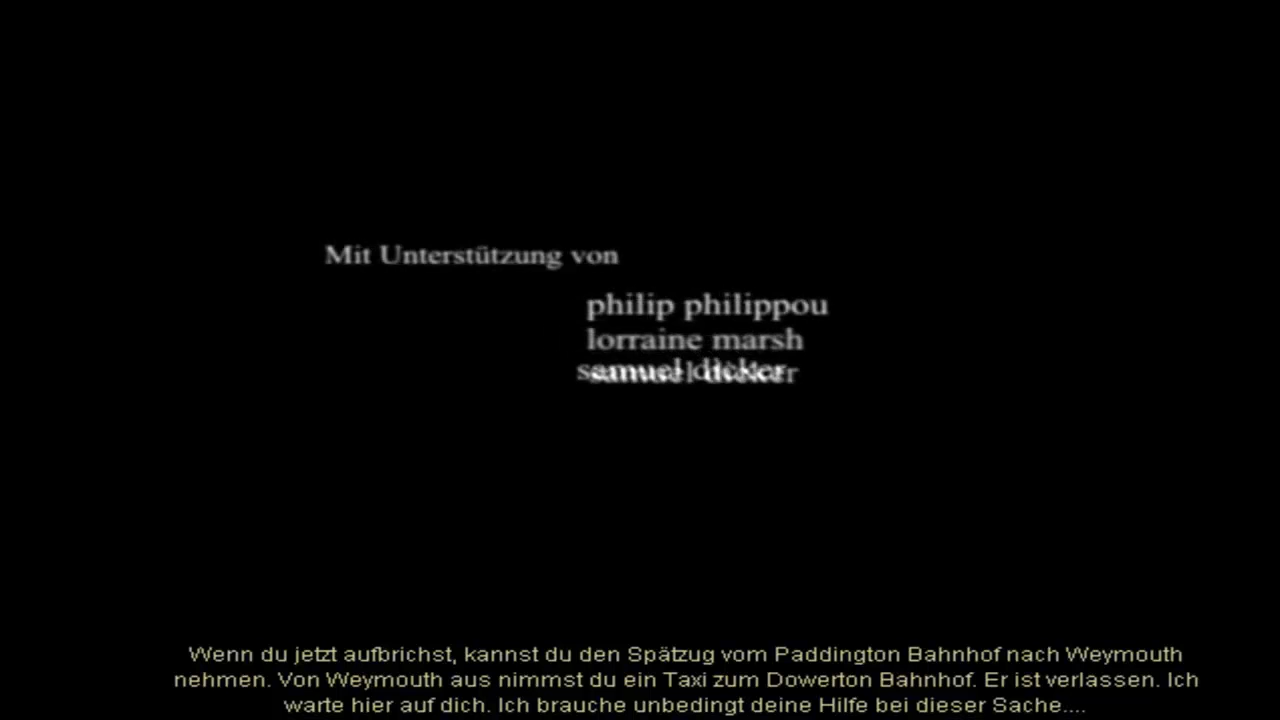 Mit Unterstützung von
philip philippou
lorraine marsh
samuel dicker
Wenn du jetzt aufbrichst, kannst du den Spätzug vom Paddington Bahnhof nach Weymouth
nehmen. Von Weymouth aus nimmst du ein Taxi zum Dowerton Bahnhof. Er ist verlassen. Ich
warte hier auf dich. Ich brauche unbedingt deine Hilfe bei dieser Sache....